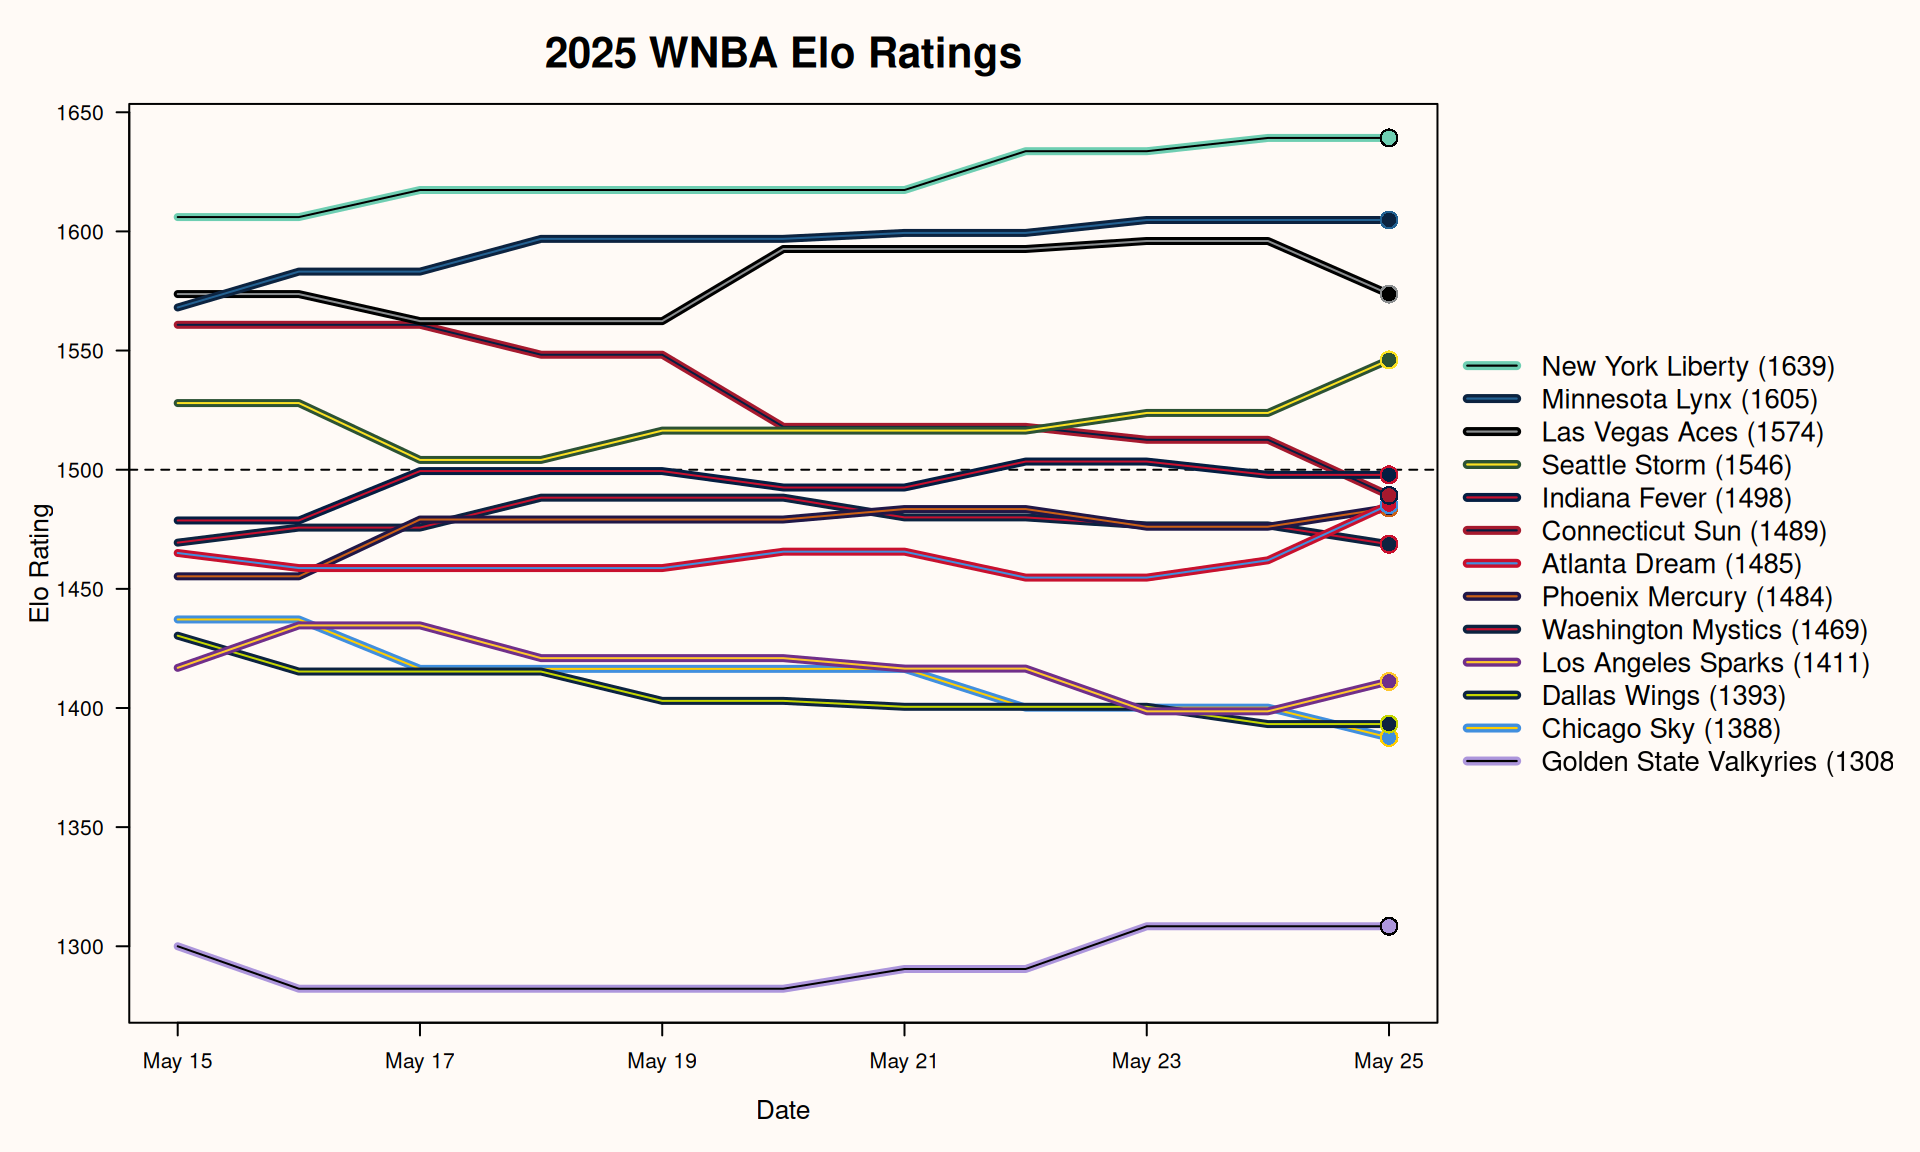 2025 WNBA Elo Ratings
1650
1600
1550
1500
1450
1400
1350
1300
Elo Rating
May 15
May 17
May 19
May 21
May 23
May 25
Date
New York Liberty (1639)
Minnesota Lynx (1605)
Las Vegas Aces (1574)
Seattle Storm (1546)
Indiana Fever (1498)
Connecticut Sun (1489)
Atlanta Dream (1485)
Phoenix Mercury (1484)
Washington Mystics (1469)
Los Angeles Sparks (1411)
Dallas Wings (1393)
Chicago Sky (1388)
Golden State Valkyries (1308